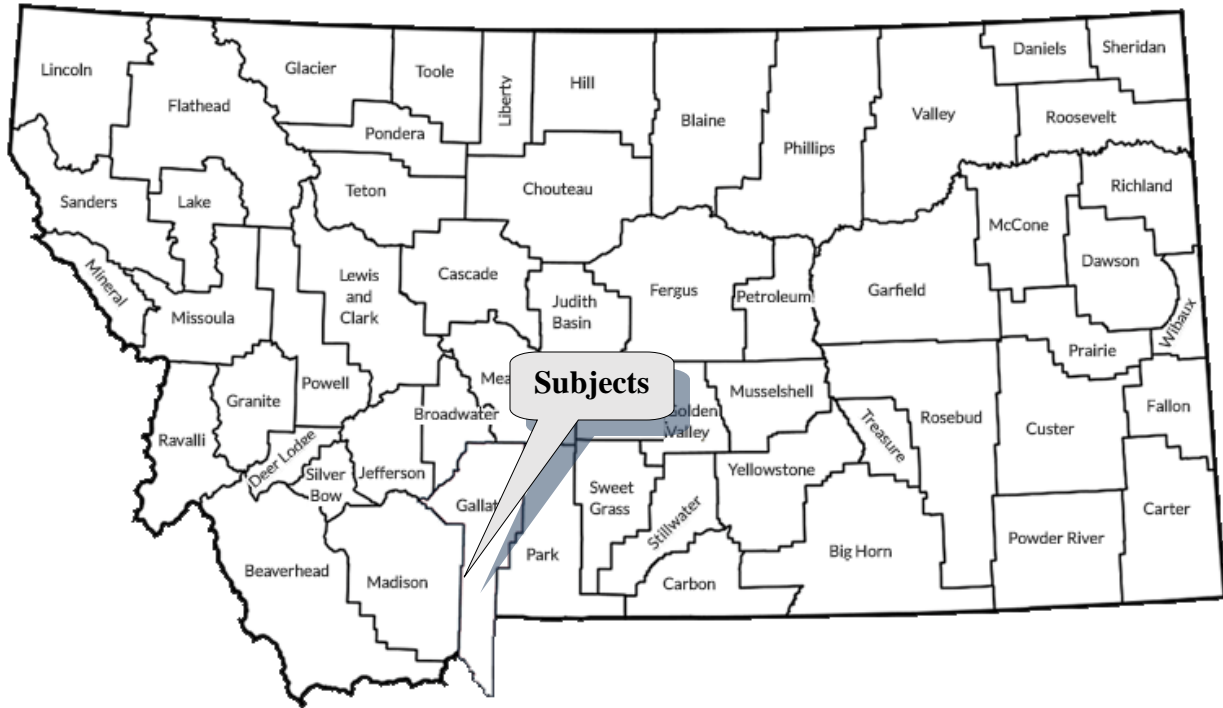 Lincoln
Flathead
Glacier
Toole
Liberty
Hill
Blaine
Phillips
Valley
Daniels
Sheridan
Roosevelt
Pondera
Teton
Chouteau
Sanders
Lake
Richland
McCone
Dawson
Mineral
Missoula
Lewis
and
Clark
Cascade
Judith
Basin
Fergus
Petroleum
Garfield
Wibaux
Prairie
Granite
Powell
Broadwater
Mea
Subjects
Golden
Valley
Musselshell
Treasure
Rosebud
Custer
Fallon
Ravalli
Deer Lodge
Silver
Bow
Jefferson
Gallat
Sweet
Grass
Stillwater
Yellowstone
Carter
Beaverhead
Madison
Park
Carbon
Big Horn
Powder River